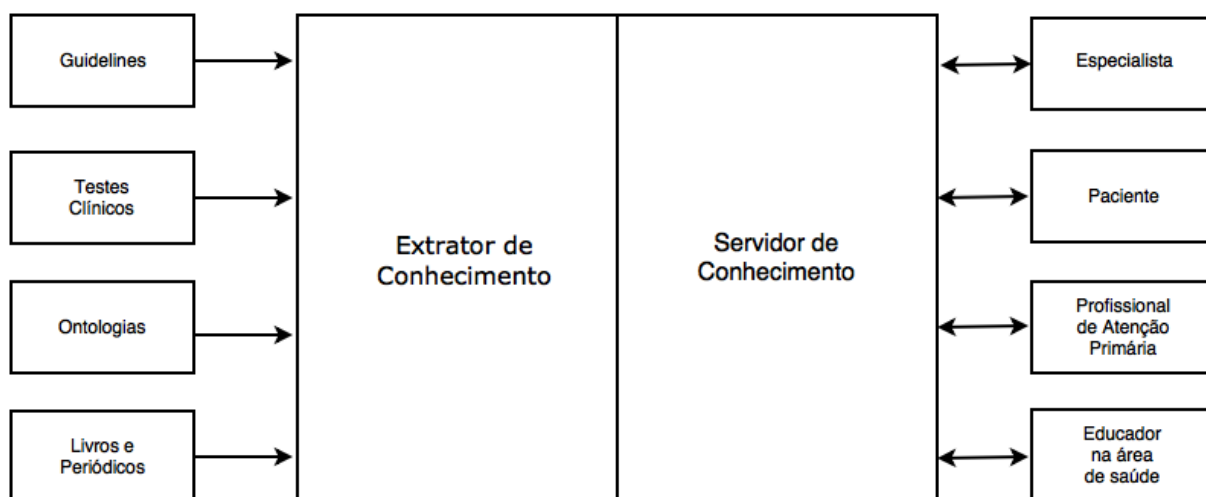 Guidelines
Testes
Clínicos
Ontologias
Livros e
Periódicos
Extrator de
Conhecimento
Servidor de
Conhecimento
Especialista
Paciente
Profissional
de Atenção
Primária
Educador
na área
de saúde